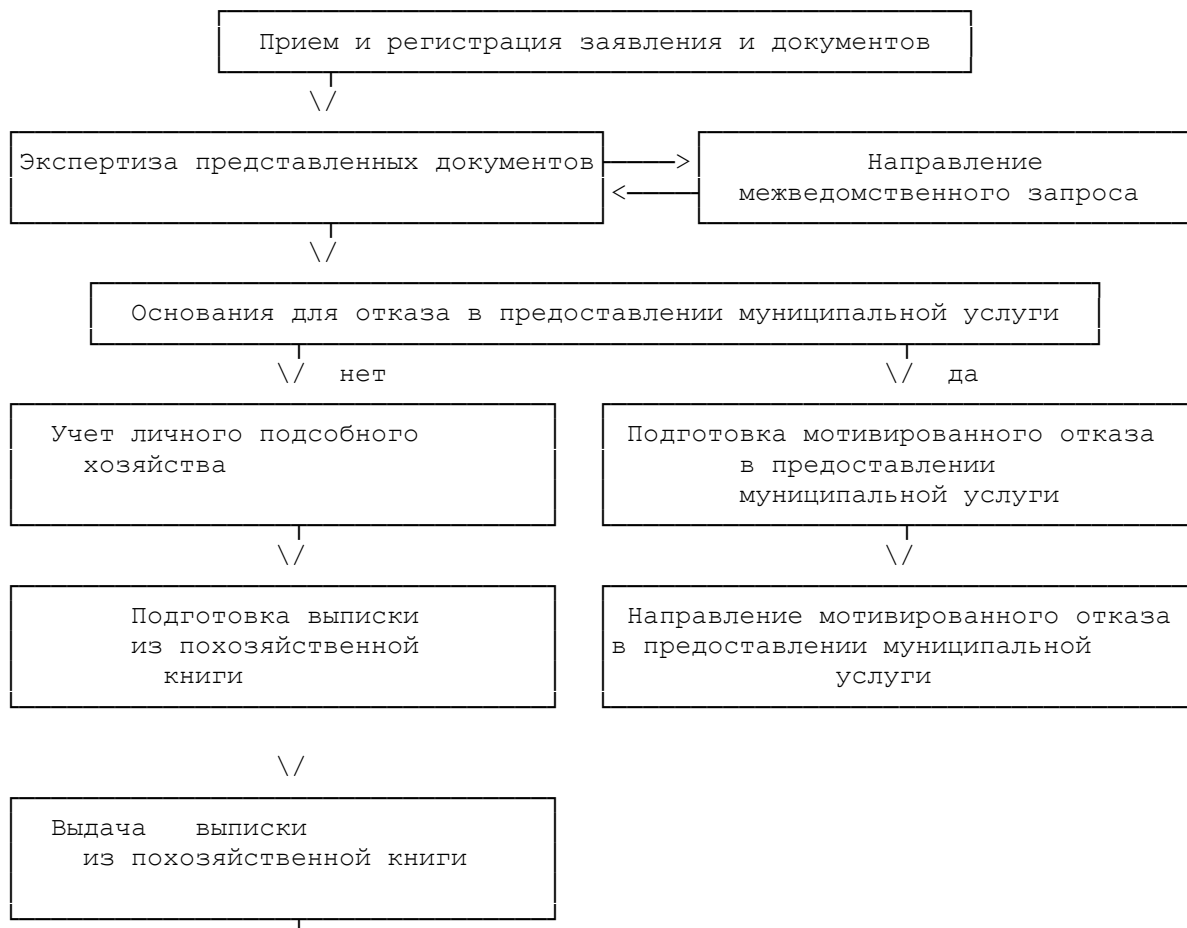 Прием и регистрация заявления и документов
\/
Экспертиза представленных документов
>
Направление
<
межведомственного запроса
\/
Основания для отказа в предоставлении муниципальной услуги
\/ нет
\/ да
Учет личного подсобного
хозяйства
Подготовка мотивированного отказа
в предоставлении
муниципальной услуги
\/
\/
Подготовка выписки
из похозяйственной
книги
Направление мотивированного отказа
в предоставлении муниципальной
услуги
\/
Выдача выписки
из похозяйственной книги